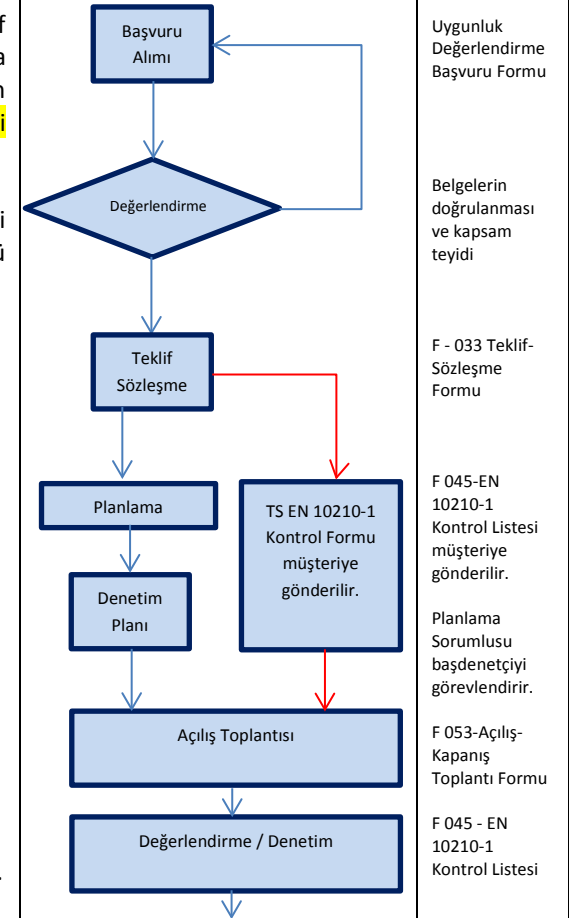 f
a
n
i
i
ü
.
Başvuru
Alımı
Değerlendirme
Teklif
Sözleşme
Planlama
TS EN 10210-1
Kontrol Formu
müşteriye
gönderilir.
Denetim
Planı
Açılış Toplantısı
Değerlendirme / Denetim
Uygunluk
Değerlendirme
Başvuru Formu
Belgelerin
doğrulanması
ve kapsam
teyidi
F - 033 Teklif-
Sözleşme
Formu
F 045-EN
10210-1
Kontrol Listesi
müşteriye
gönderilir.
Planlama
Sorumlusu
başdenetçiyi
görevlendirir.
F 053-Açılış-
Kapanış
Toplantı Formu
F 045 - EN
10210-1
Kontrol Listesi